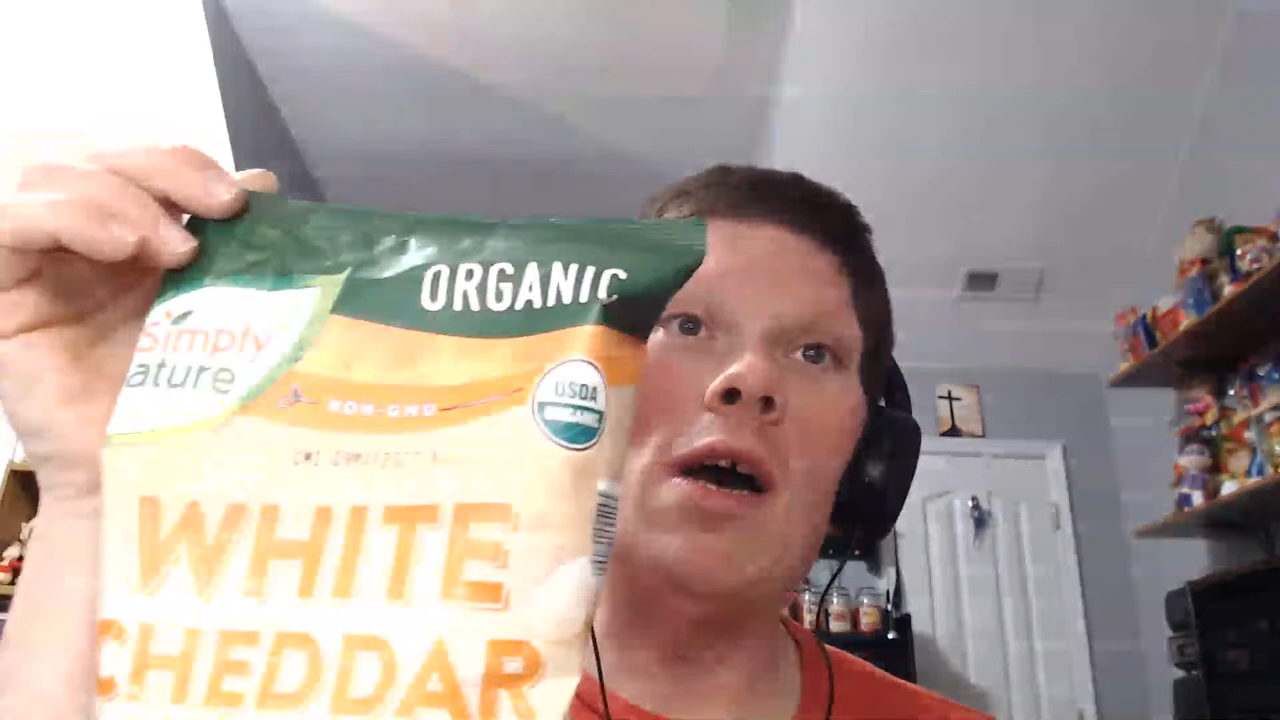 ORGANIC
Simply
ature
NON-GMO
USDA
ORGANIC
WHITE
CHEDDAR